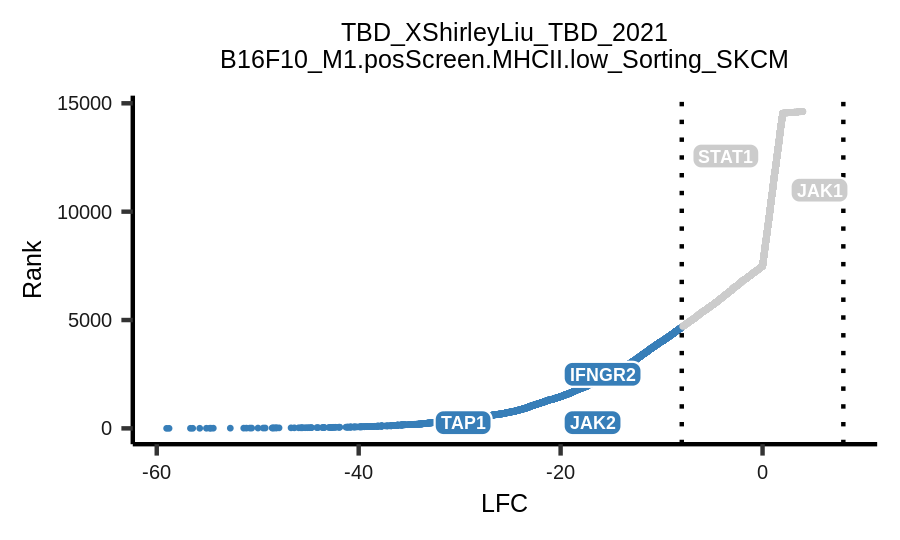 TBD_XShirleyLiu_TBD_2021
B16F10_M1.posScreen.MHCII.low_Sorting_SKCM
15000
10000
5000
0
Rank
STAT1
JAK1
IFNGR2
TAP1
JAK2
-60
-40
-20
0
LFC